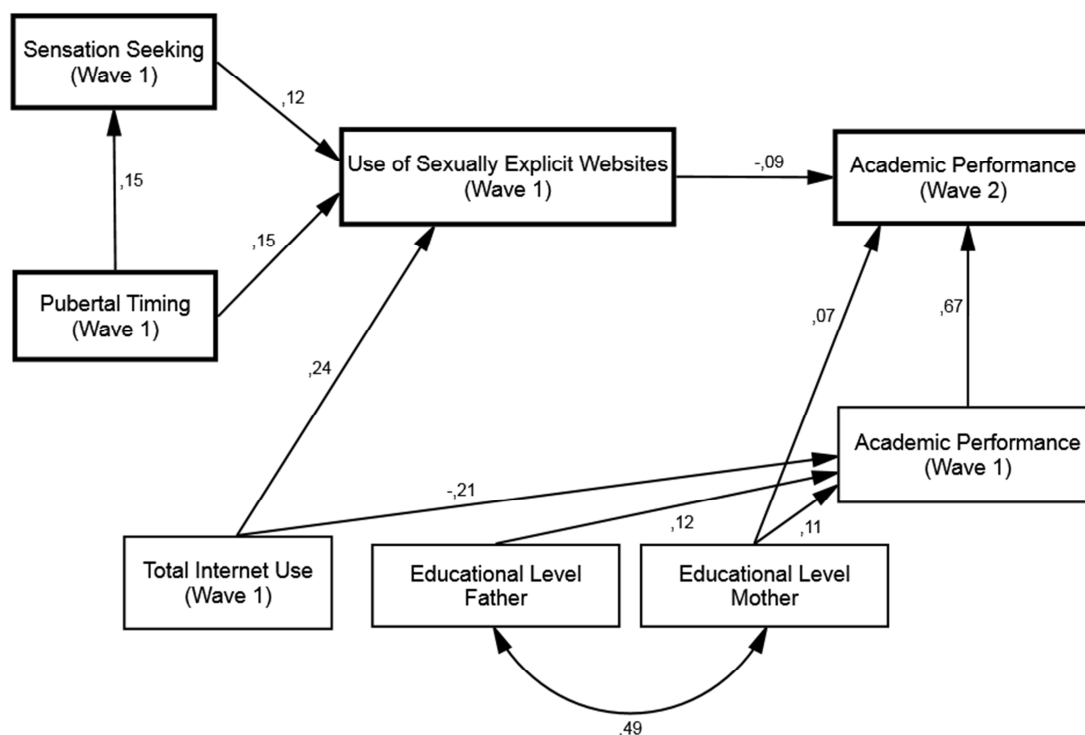 Sensation Seeking
(Wave 1)
,12
,15
Use of Sexually Explicit Websites
(Wave 1)
-,09
Academic Performance
(Wave 2)
,15
Pubertal Timing
(Wave 1)
,24
,07
,67
Academic Performance
(Wave 1)
-,21
,12
,11
Total Internet Use
(Wave 1)
Educational Level
Father
Educational Level
Mother
,49